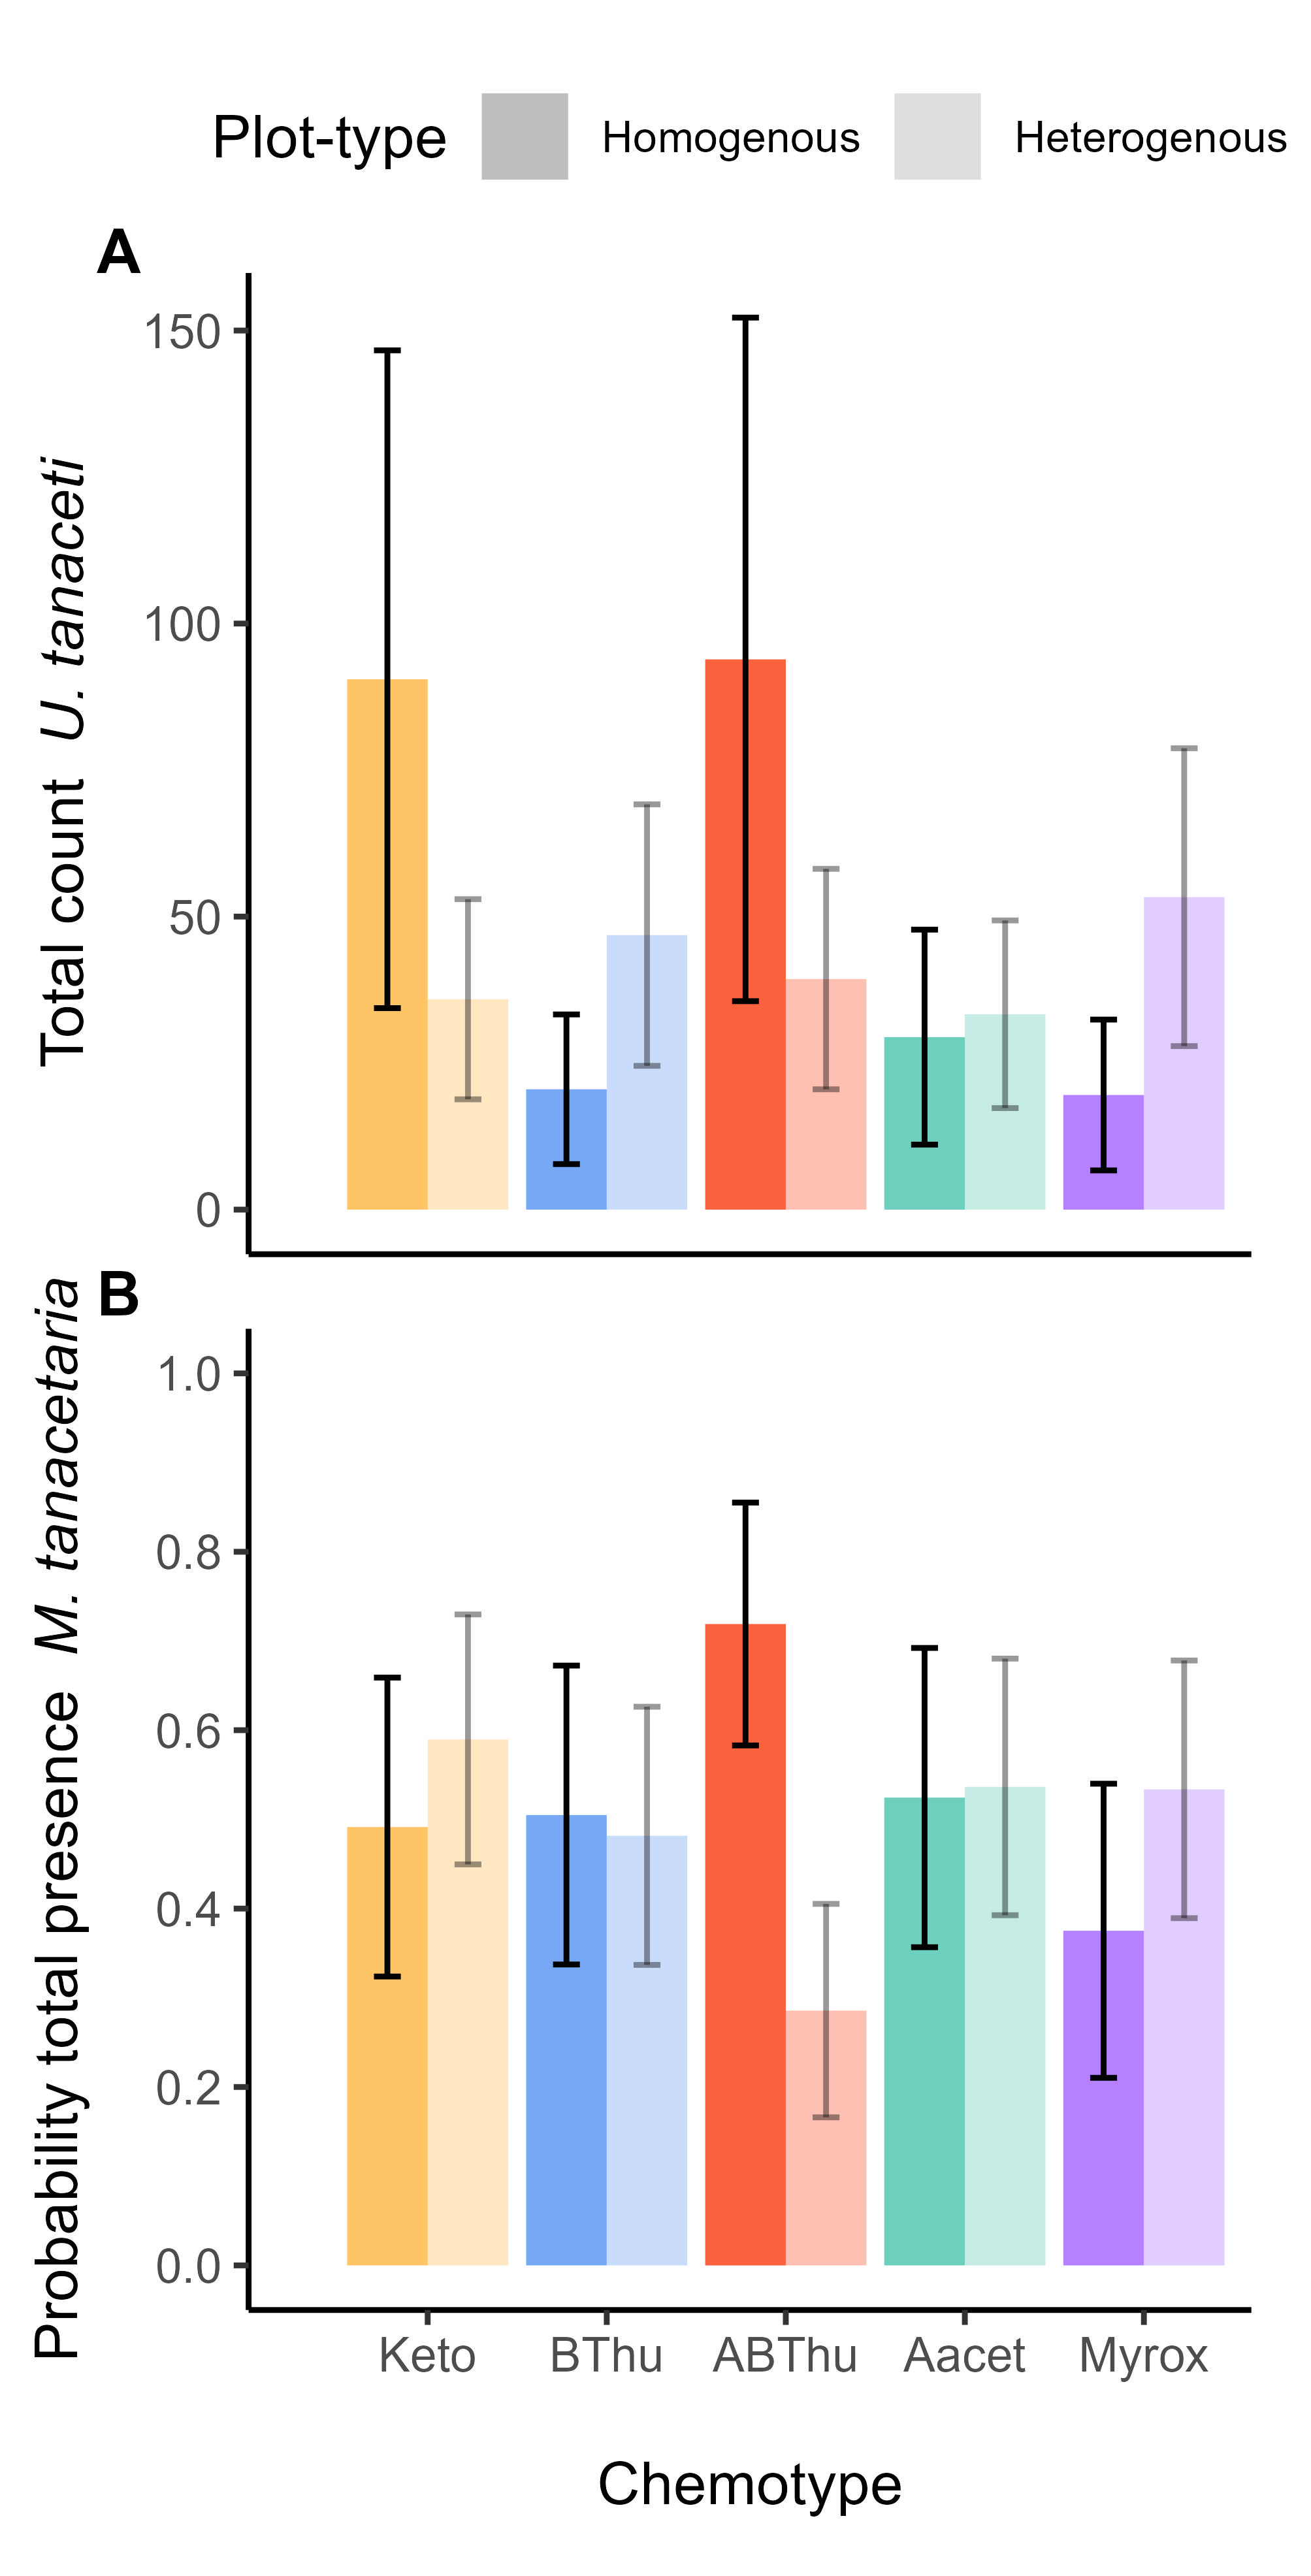 Plot-type Homogenous Heterogenous
A
Total count U. tanaceti
150
100
50
0
B
Probability total presence M. tanacetaria
1.0
0.8
0.6
0.4
0.2
0.0
Keto BThu ABThu Aacet Myrox
Chemotype